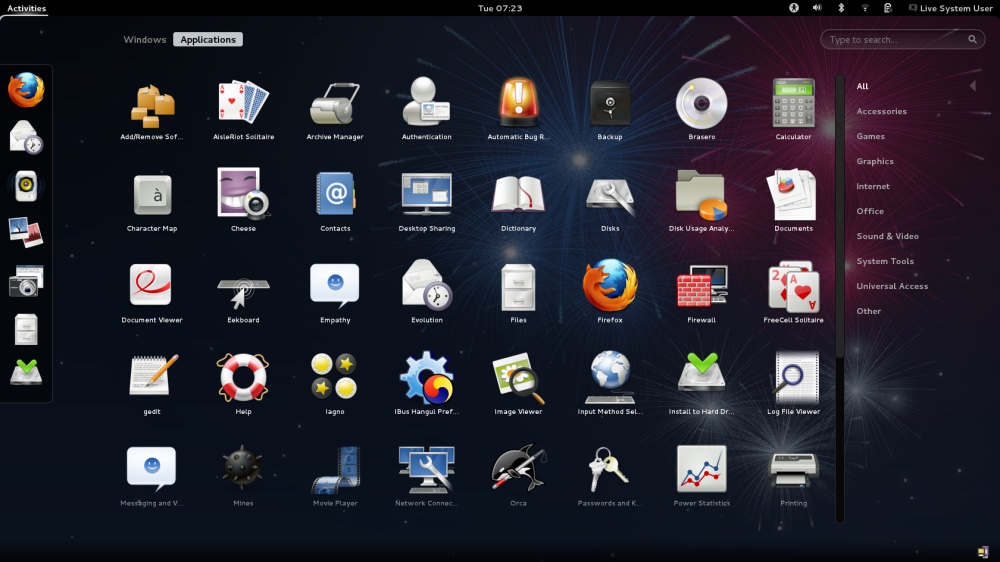 Activities
Tue 07:23
Live System User
Windows Applications
Type to search...
Add/Remove Sof... AisleRiot Solitaire Archive Manager Authentication Automatic Bug R... Backup Brasero Calculator
Character Map Cheese Contacts Desktop Sharing Dictionary Disks Disk Usage Analy... Documents
Document Viewer Eekboard Empathy Evolution Files Firefox Firewall FreeCell Solitaire
gedit Help Iagno IBus Hangul Pref... Image Viewer Input Method Sel... Install to Hard Dr... Log File Viewer
Messaging and V... Mines Movie Player Network Connec... Orca Passwords and K... Power Statistics Printing
All
Accessories
Games
Graphics
Internet
Office
Sound & Video
System Tools
Universal Access
Other